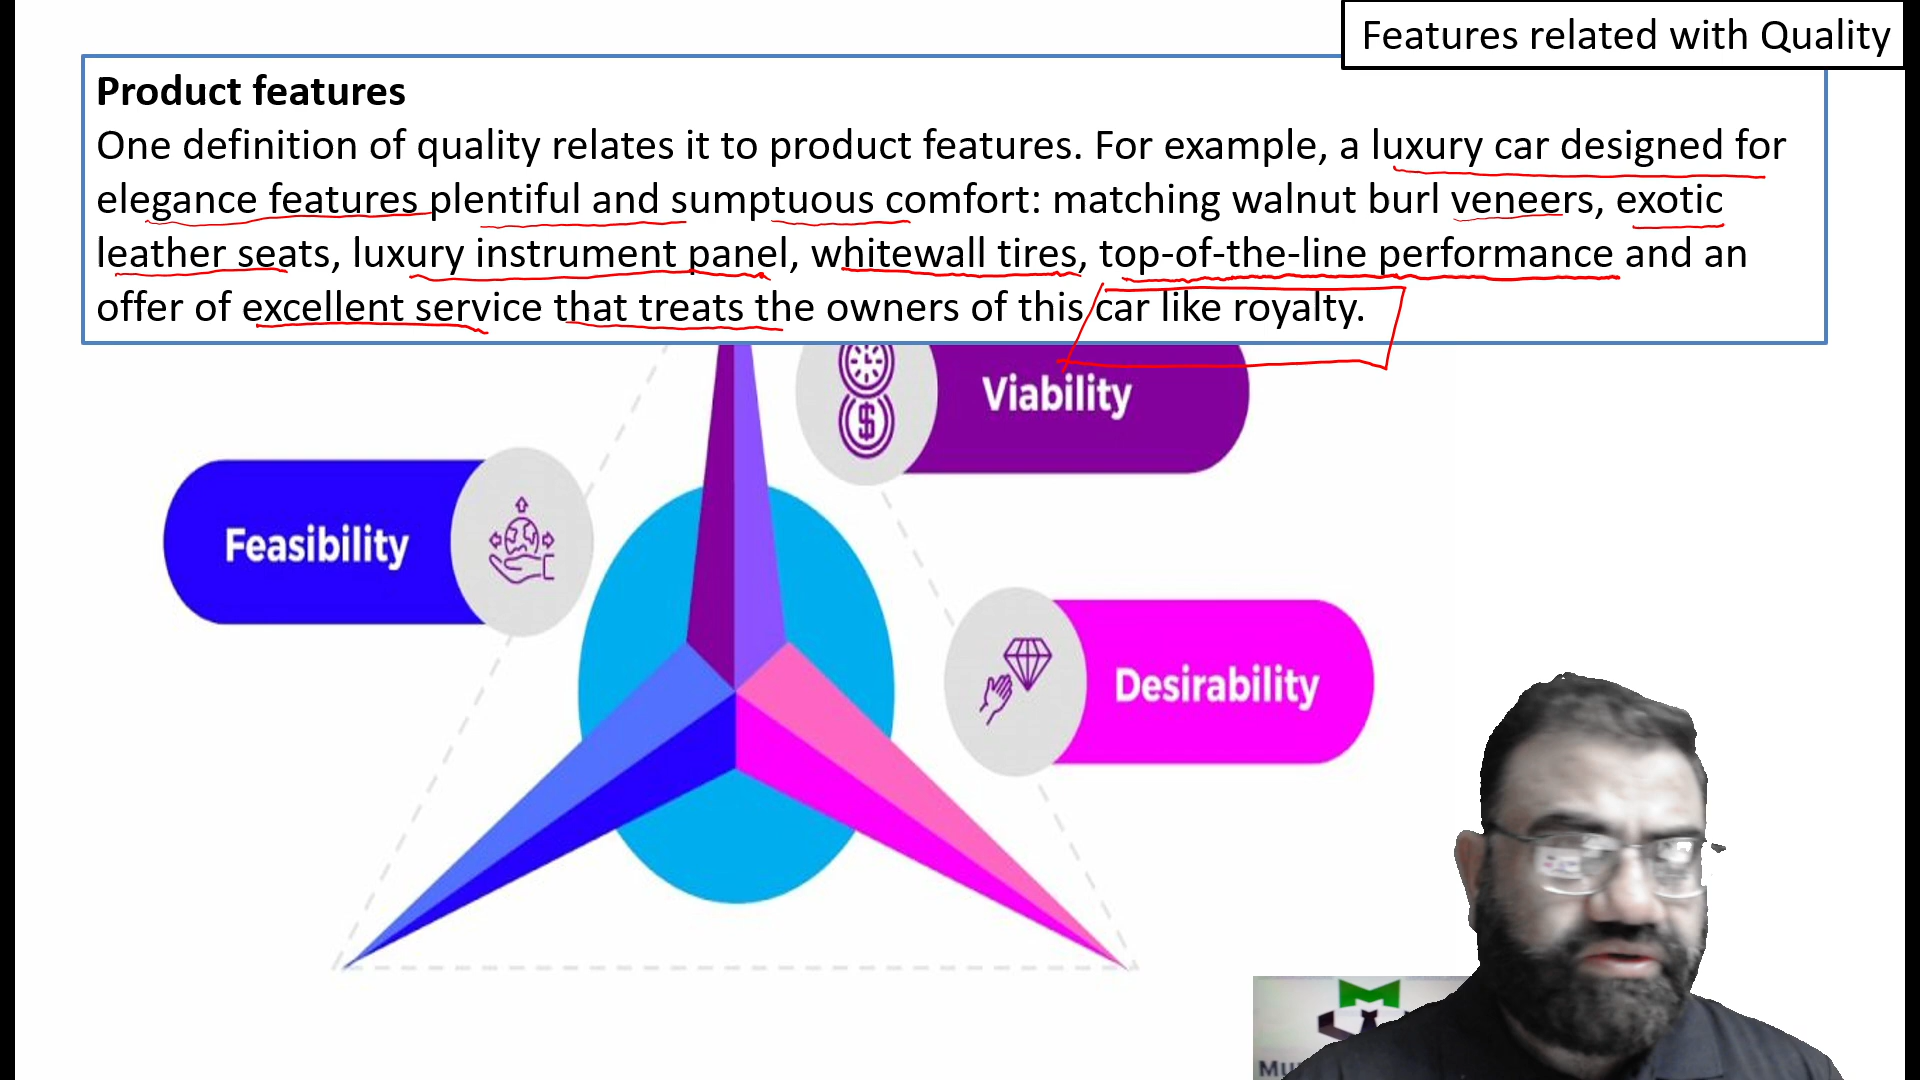 Features related with Quality
Product features
One definition of quality relates it to product features. For example, a luxury car designed for
elegance features plentiful and sumptuous comfort: matching walnut burl veneers, exotic
leather seats, luxury instrument panel, whitewall tires, top-of-the-line performance and an
offer of excellent service that treats the owners of this car like royalty.
Viability
$
Feasibility
Desirability